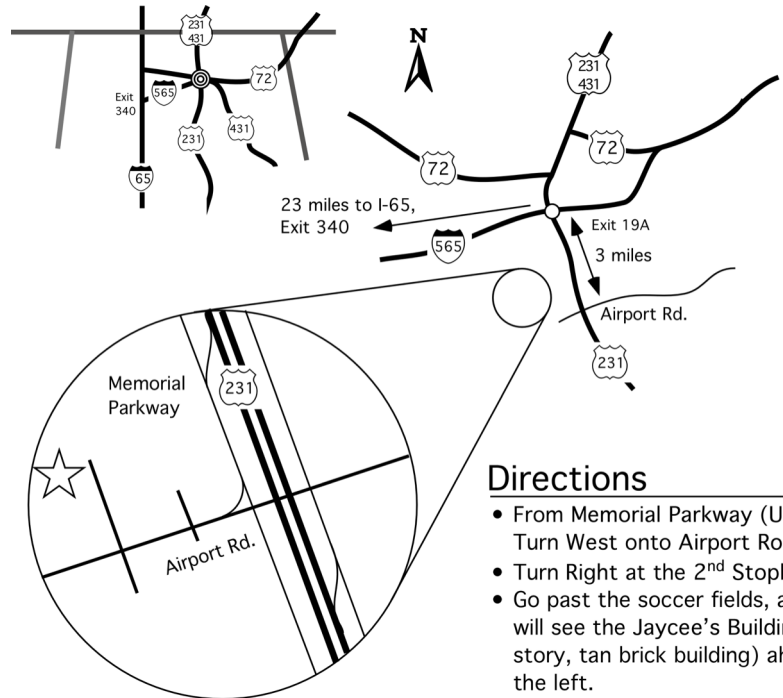 231
431
72
Exit
340
565
231
431
65
N
231
431
72
72
23 miles to I-65,
Exit 340
565
Exit 19A
3 miles
Airport Rd.
231
Memorial
Parkway
231
Airport Rd.
Directions
• From Memorial Parkway (U
Turn West onto Airport Ro
• Turn Right at the 2nd Stopl
• Go past the soccer fields, a
will see the Jaycee's Buildin
story, tan brick building) ah
the left.